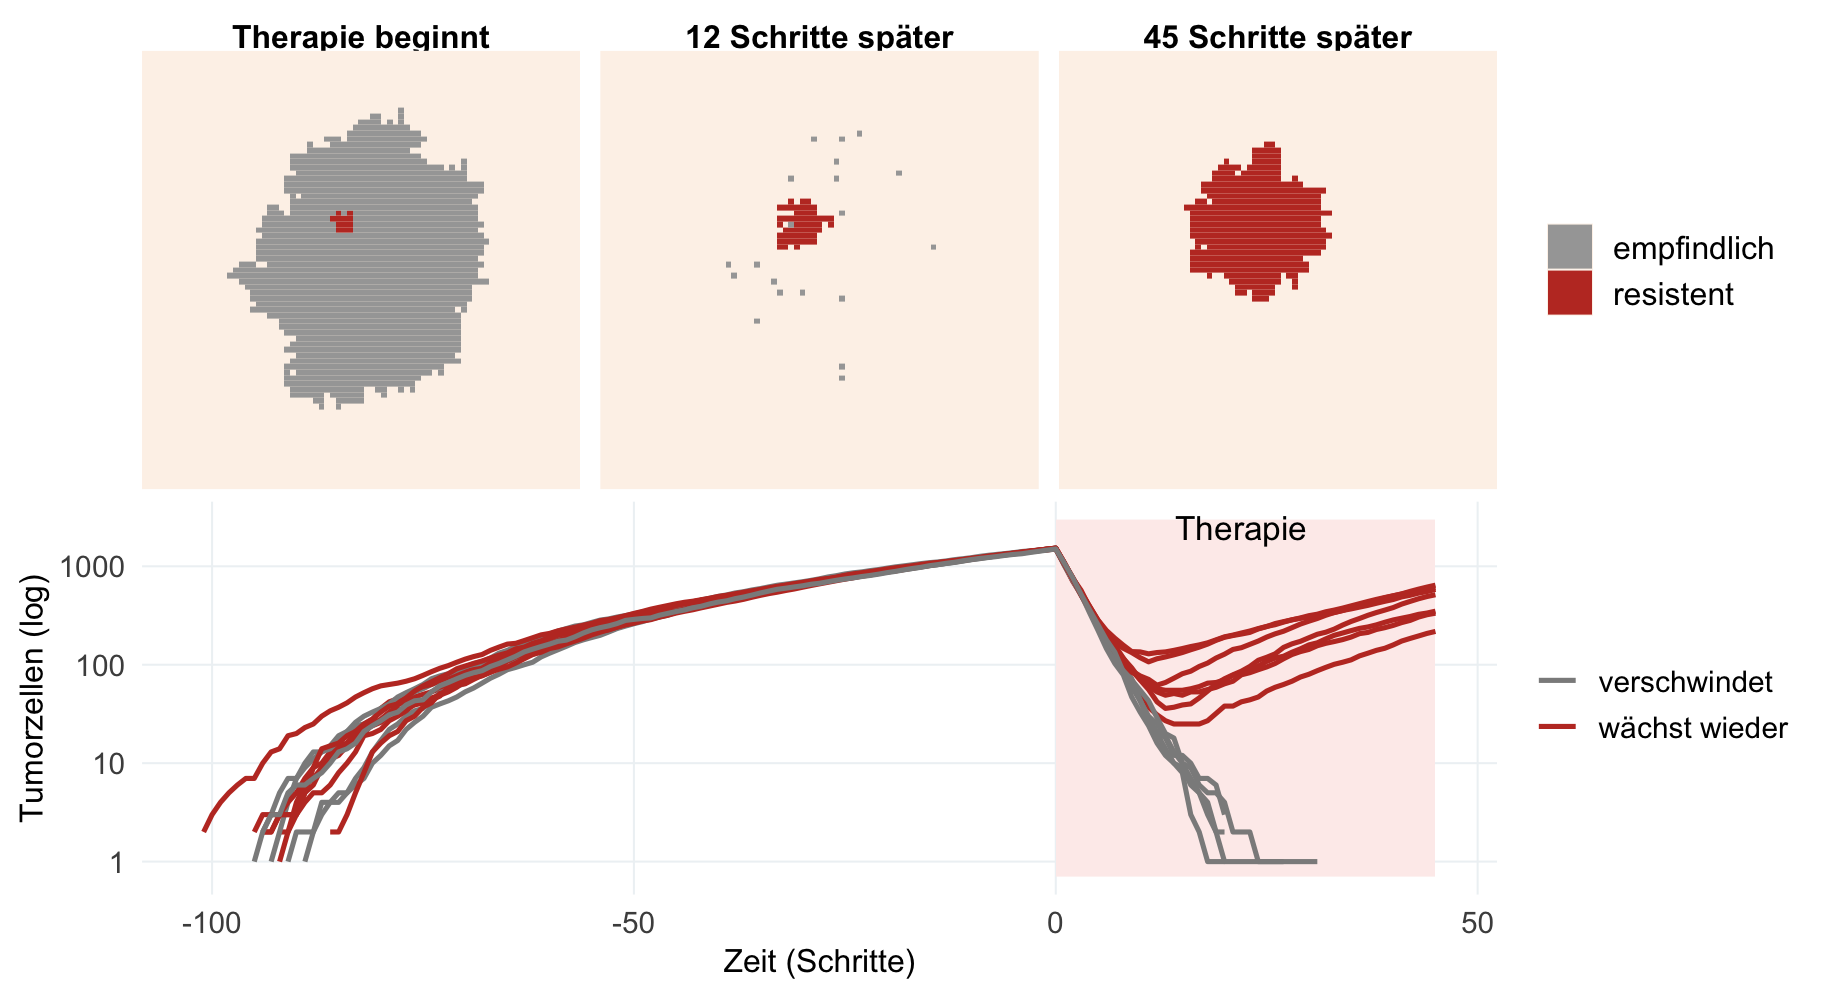 Therapie beginnt
12 Schritte später
45 Schritte später
empfindlich
resistent
Therapie
Tumorzellen (log)
1000
100
10
1
verschwindet
wächst wieder
-100
-50
0
50
Zeit (Schritte)